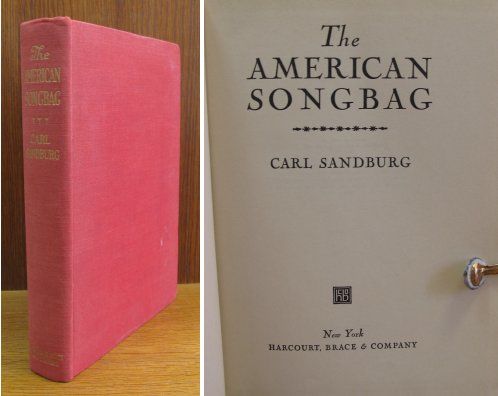 The
AMERICAN
SONGBAG
CARL
SANDBURG
The
AMERICAN
SONGBAG
CARL SANDBURG
New York
HARCOURT, BRACE & COMPANY